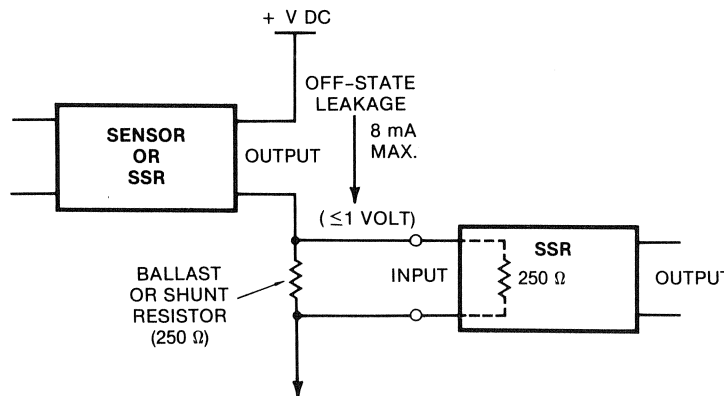 + V DC
OFF-STATE
LEAKAGE
8 mA
MAX.
SENSOR
OR
SSR
OUTPUT
(≤1 VOLT)
BALLAST
OR SHUNT
RESISTOR
(250 Ω)
INPUT
SSR
250 Ω
OUTPUT